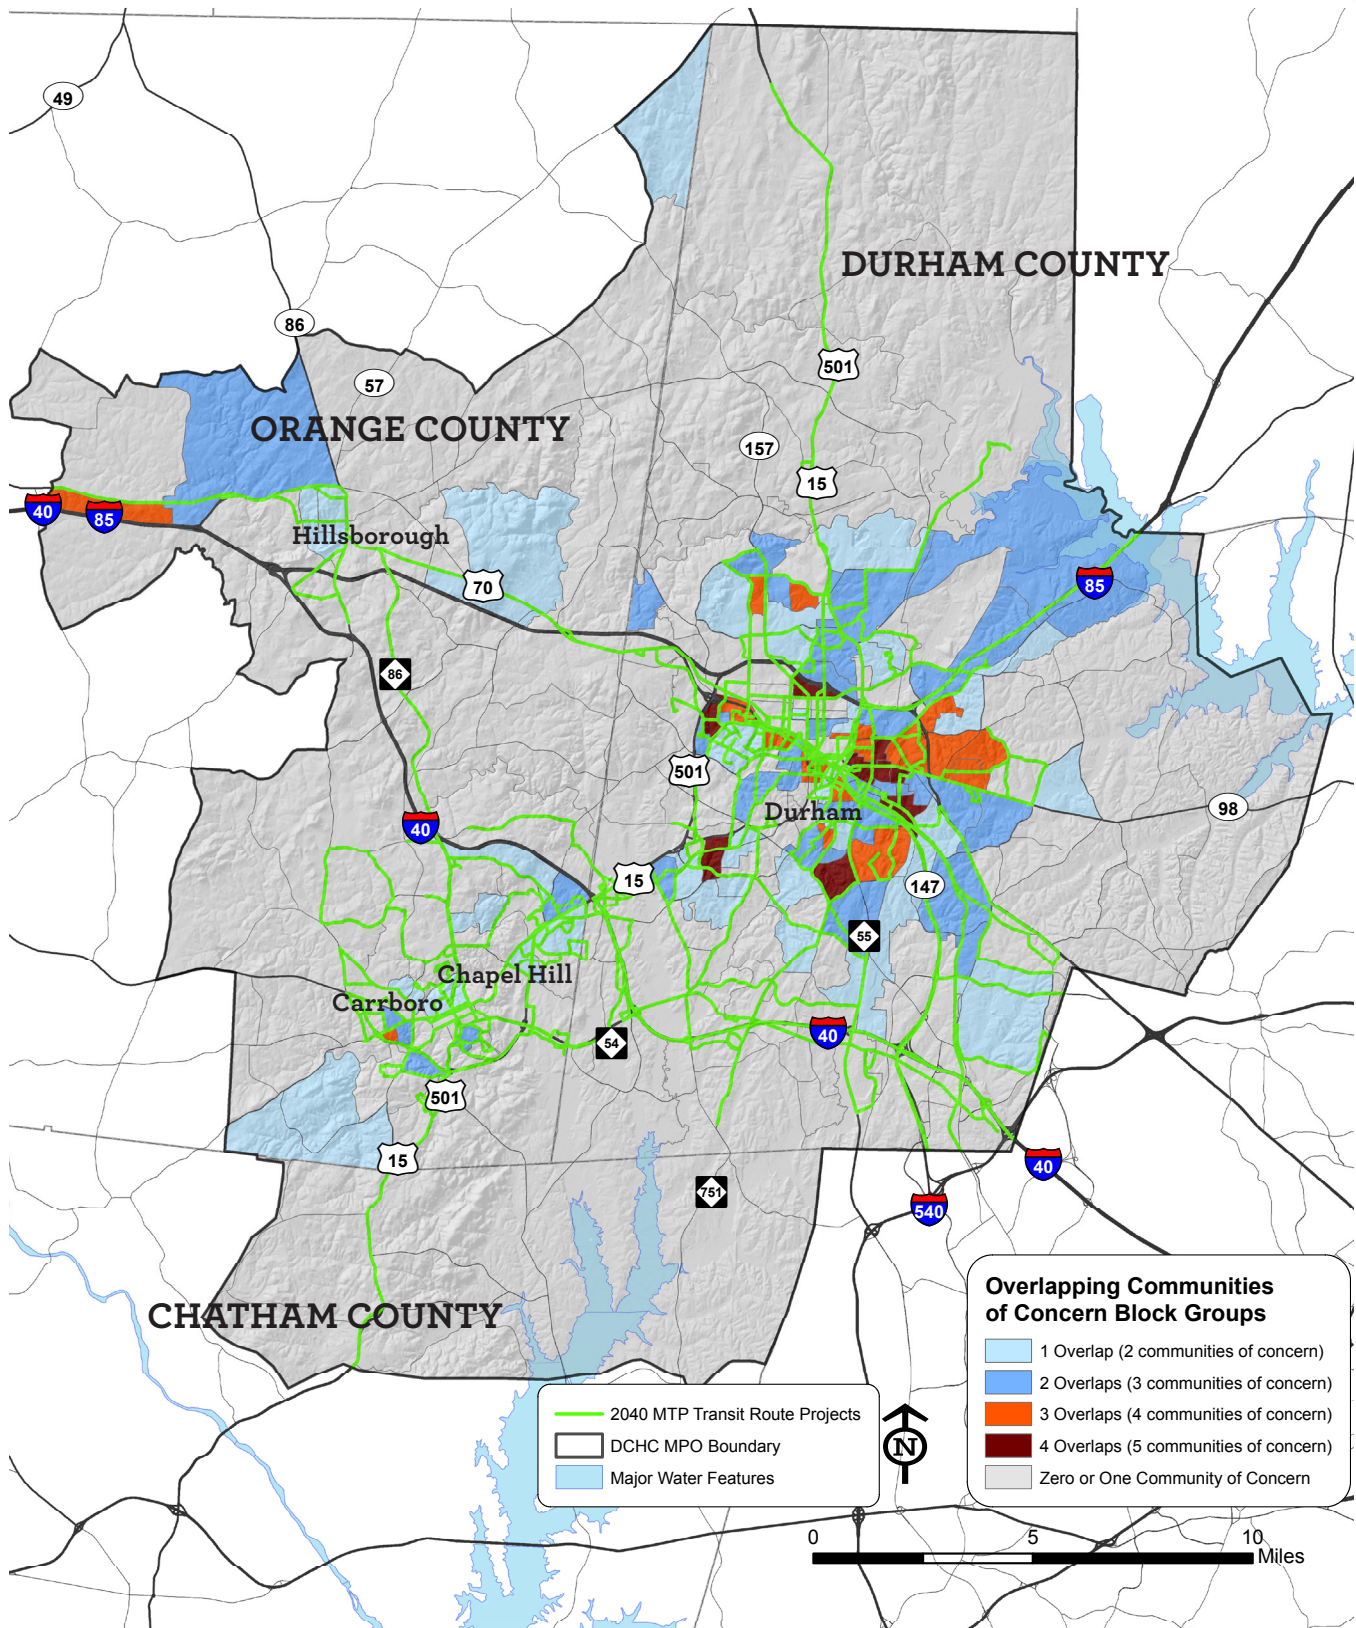 49
DURHAM COUNTY
86
501
57
ORANGE COUNTY
157
15
40
85
Hillsborough
70
85
86
501
98
Durham
40
15
147
55
Chapel Hill
Carrboro
40
54
501
15
40
751
540
CHATHAM COUNTY
Overlapping Communities
of Concern Block Groups
1 Overlap (2 communities of concern)
2 Overlaps (3 communities of concern)
3 Overlaps (4 communities of concern)
4 Overlaps (5 communities of concern)
Zero or One Community of Concern
2040 MTP Transit Route Projects
DCHC MPO Boundary
Major Water Features
N
0 5 10
Miles